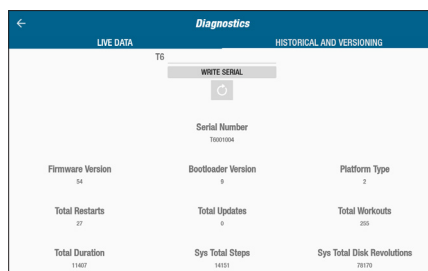 Diagnostics
LIVE DATA
HISTORICAL AND VERSIONING
T6
WRITE SERIAL
Serial Number
T6001004
Firmware Version
Bootloader Version
Platform Type
54
9
2
Total Restarts
Total Updates
Total Workouts
27
0
255
Total Duration
Sys Total Steps
Sys Total Disk Revolutions
11407
14151
78170